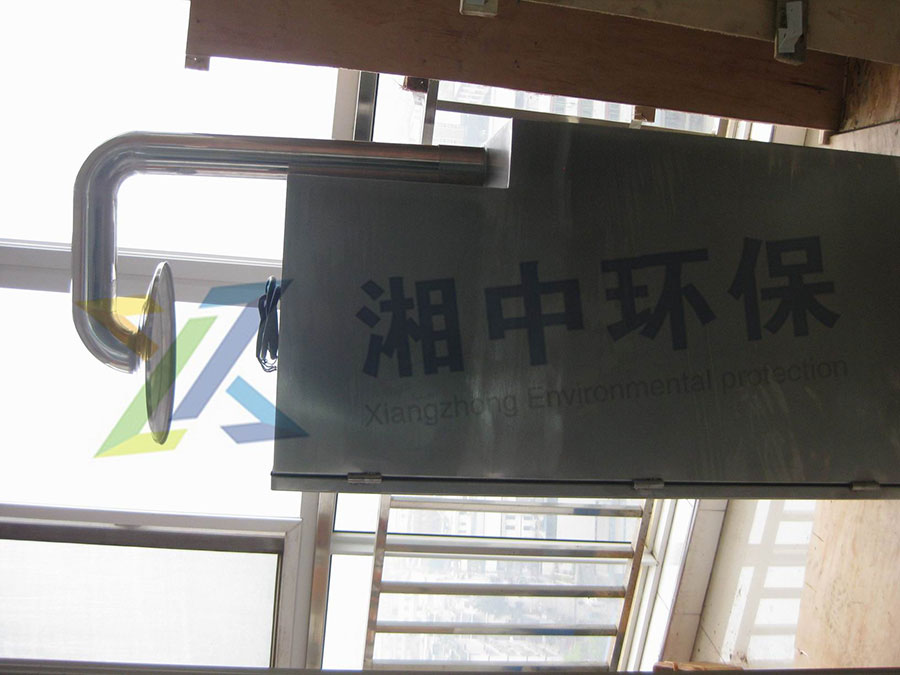 湘中环保
Xiangzhong Environmental protection